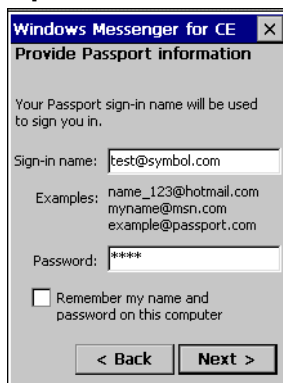 Windows Messenger for CE
Provide Passport information
Your Passport sign-in name will be used
to sign you in.
Sign-in name: test@symbol.com
Examples: name_123@hotmail.com
myname@msn.com
example@passport.com
Password: ****
Remember my name and
password on this computer
< Back Next >